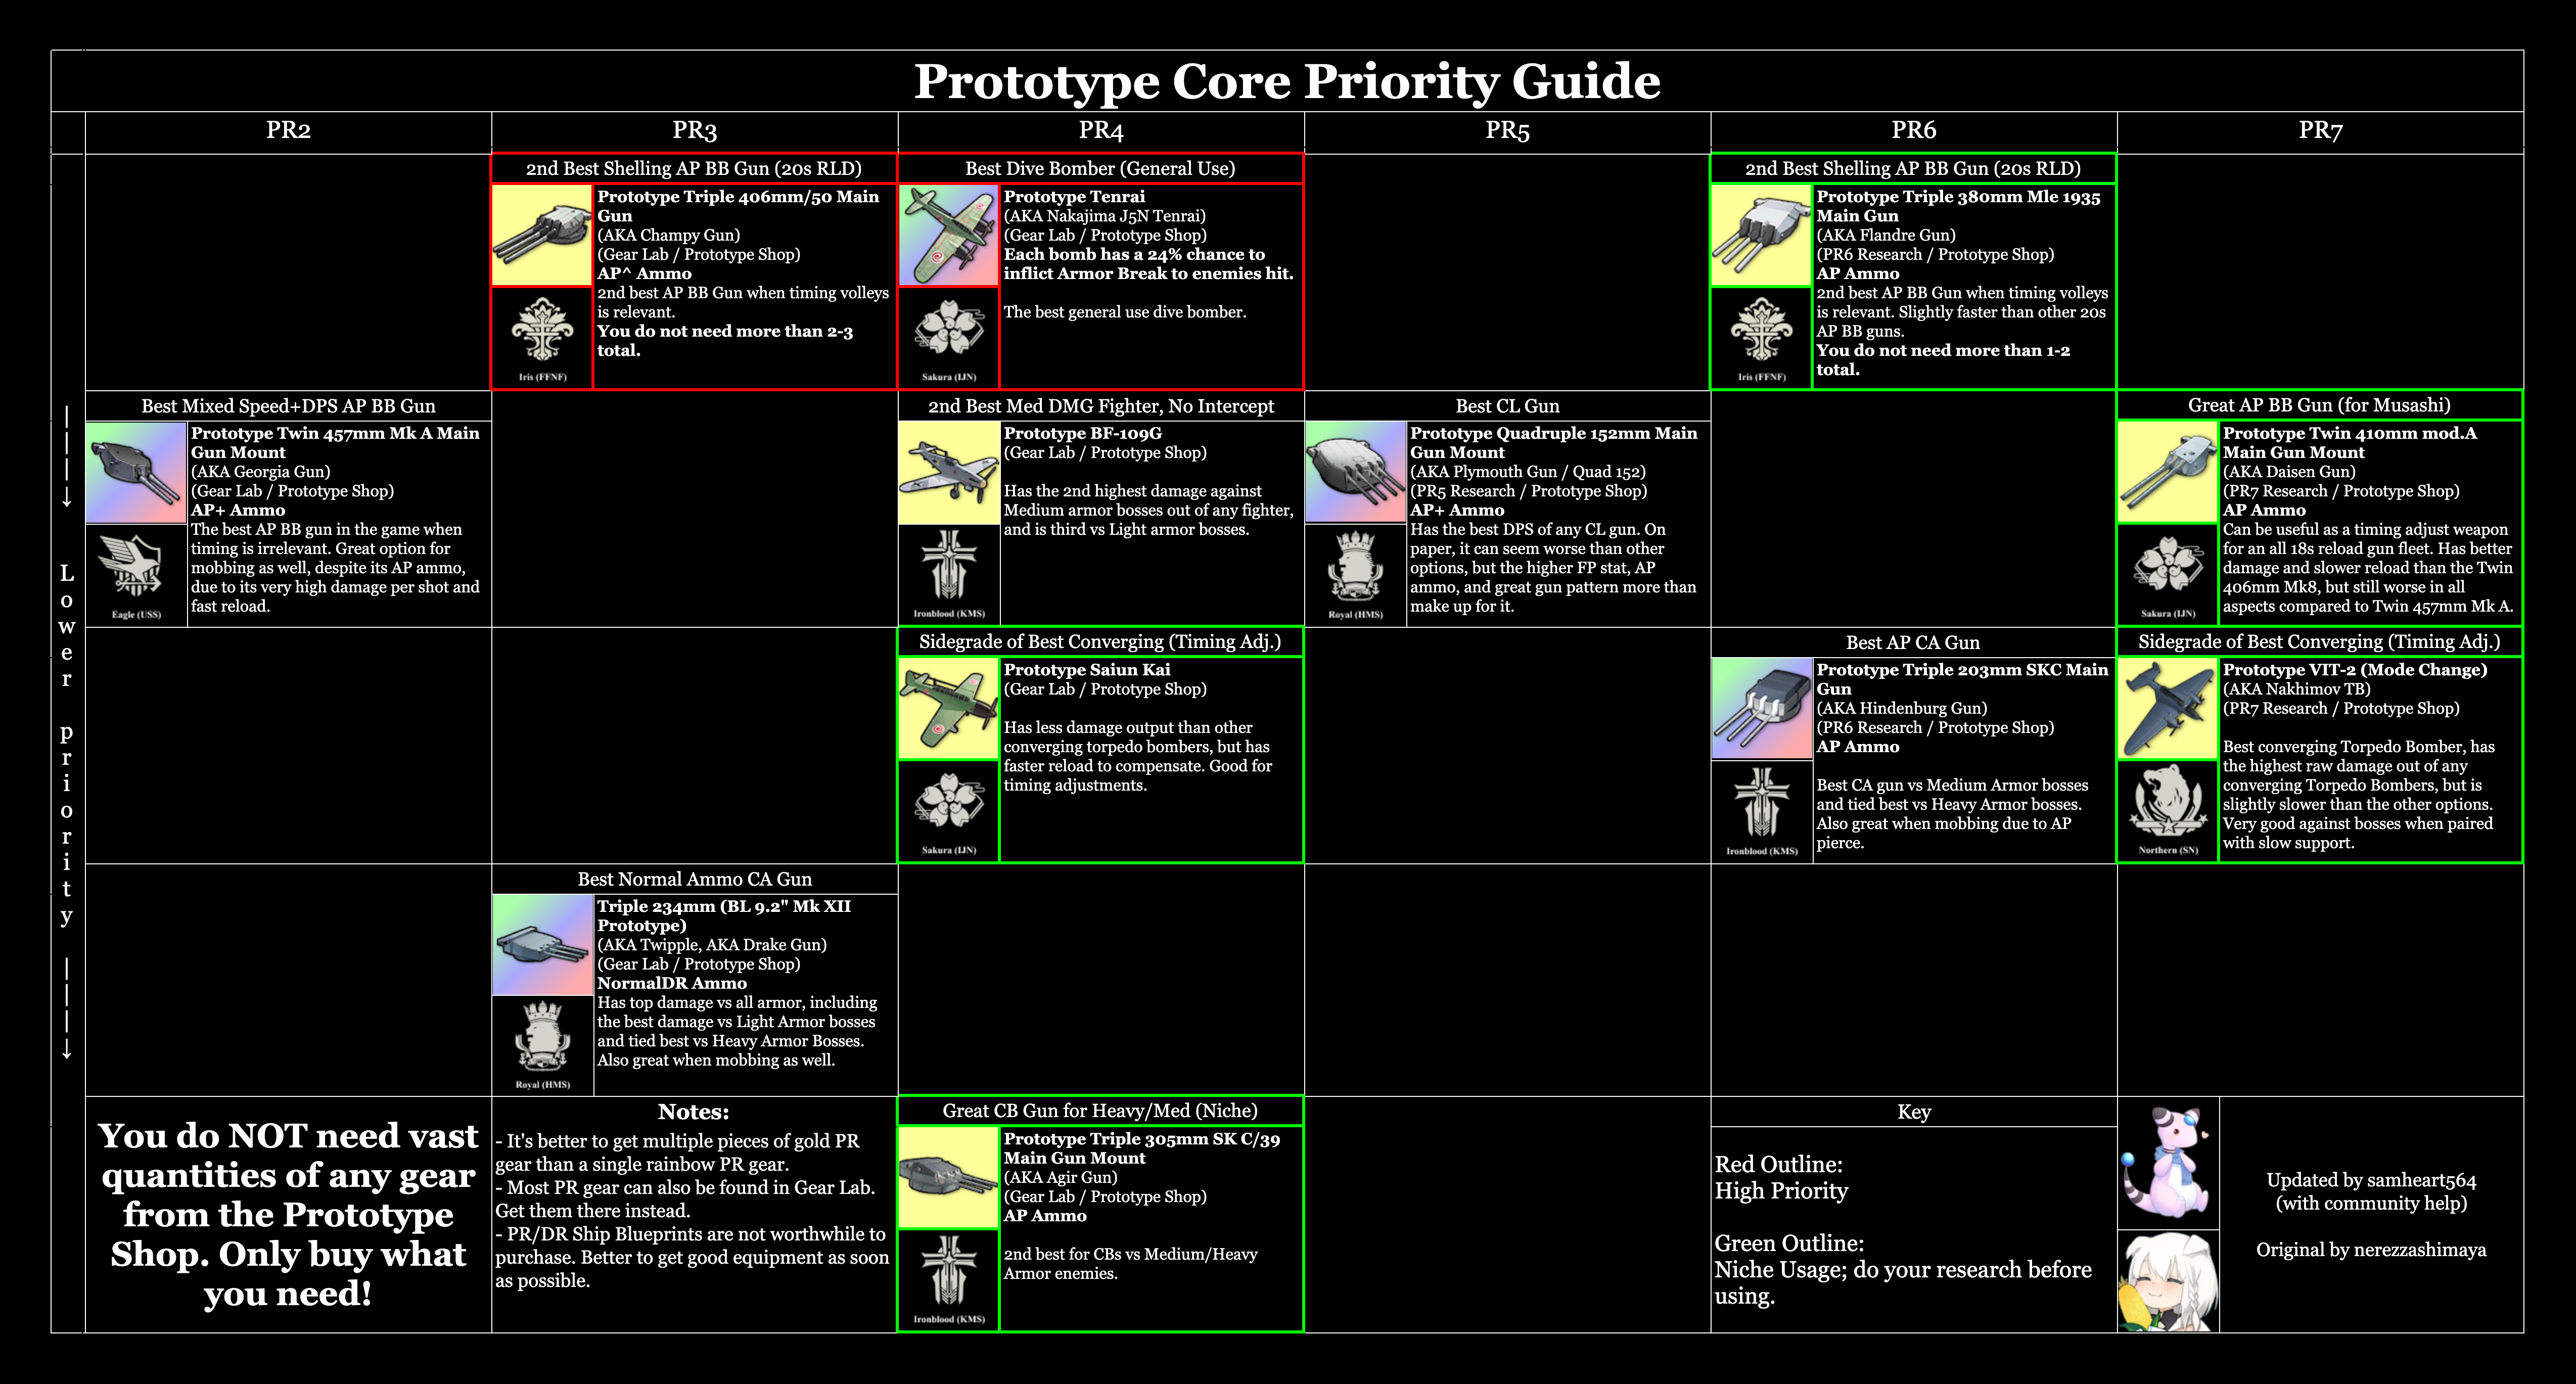 Prototype Core Priority Guide
PR2
PR3
PR4
PR5
PR6
PR7
Lower priority
2nd Best Shelling AP BB Gun (20s RLD)
Prototype Triple 406mm/50 Main
Gun
(AKA Champy Gun)
(Gear Lab / Prototype Shop)
AP^ Ammo
2nd best AP BB Gun when timing volleys
is relevant.
You do not need more than 2-3
total.
Iris (FFNF)
Best Dive Bomber (General Use)
Prototype Tenrai
(AKA Nakajima J5N Tenrai)
(Gear Lab / Prototype Shop)
Each bomb has a 24% chance to
inflict Armor Break to enemies hit.
The best general use dive bomber.
Sakura (IJN)
2nd Best Shelling AP BB Gun (20s RLD)
Prototype Triple 380mm Mle 1935
Main Gun
(AKA Flandre Gun)
(PR6 Research / Prototype Shop)
AP Ammo
2nd best AP BB Gun when timing volleys
is relevant. Slightly faster than other 20s
AP BB guns.
You do not need more than 1-2
total.
Iris (FFNF)
Best Mixed Speed+DPS AP BB Gun
Prototype Twin 457mm Mk A Main
Gun Mount
(AKA Georgia Gun)
(Gear Lab / Prototype Shop)
AP+ Ammo
The best AP BB gun in the game when
timing is irrelevant. Great option for
mobbing as well, despite its AP ammo,
due to its very high damage per shot and
fast reload.
Eagle (USS)
2nd Best Med DMG Fighter, No Intercept
Prototype BF-109G
(Gear Lab / Prototype Shop)
Has the 2nd highest damage against
Medium armor bosses out of any fighter,
and is third vs Light armor bosses.
Ironblood (KMS)
Best CL Gun
Prototype Quadruple 152mm Main
Gun Mount
(AKA Plymouth Gun / Quad 152)
(PR5 Research / Prototype Shop)
AP+ Ammo
Has the best DPS of any CL gun. On
paper, it can seem worse than other
options, but the higher FP stat, AP
ammo, and great gun pattern more than
make up for it.
Royal (HMS)
Great AP BB Gun (for Musashi)
Prototype Twin 410mm mod.A
Main Gun Mount
(AKA Daisen Gun)
(PR7 Research / Prototype Shop)
AP Ammo
Can be useful as a timing adjust weapon
for an all 18s reload gun fleet. Has better
damage and slower reload than the Twin
406mm Mk8, but still worse in all
aspects compared to Twin 457mm Mk A.
Sakura (IJN)
Sidegrade of Best Converging (Timing Adj.)
Prototype Saiun Kai
(Gear Lab / Prototype Shop)
Has less damage output than other
converging torpedo bombers, but has
faster reload to compensate. Good for
timing adjustments.
Sakura (IJN)
Best AP CA Gun
Prototype Triple 203mm SKC Main
Gun
(AKA Hindenburg Gun)
(PR6 Research / Prototype Shop)
AP Ammo
Best CA gun vs Medium Armor bosses
and tied best vs Heavy Armor bosses.
Also great when mobbing due to AP
pierce.
Ironblood (KMS)
Sidegrade of Best Converging (Timing Adj.)
Prototype VIT-2 (Mode Change)
(AKA Nakhimov TB)
(PR7 Research / Prototype Shop)
Best converging Torpedo Bomber, has
the highest raw damage out of any
converging Torpedo Bombers, but is
slightly slower than the other options.
Very good against bosses when paired
with slow support.
Northern (SN)
Best Normal Ammo CA Gun
Triple 234mm (BL 9.2" Mk XII
Prototype)
(AKA Twipple, AKA Drake Gun)
(Gear Lab / Prototype Shop)
NormalDR Ammo
Has top damage vs all armor, including
the best damage vs Light Armor bosses
and tied best vs Heavy Armor Bosses.
Also great when mobbing as well.
Royal (HMS)
You do NOT need vast
quantities of any gear
from the Prototype
Shop. Only buy what
you need!
Notes:
- It's better to get multiple pieces of gold PR
gear than a single rainbow PR gear.
- Most PR gear can also be found in Gear Lab.
Get them there instead.
- PR/DR Ship Blueprints are not worthwhile to
purchase. Better to get good equipment as soon
as possible.
Great CB Gun for Heavy/Med (Niche)
Prototype Triple 305mm SK C/39
Main Gun Mount
(AKA Agir Gun)
(Gear Lab / Prototype Shop)
AP Ammo
2nd best for CBs vs Medium/Heavy
Armor enemies.
Ironblood (KMS)
Key
Red Outline:
High Priority
Green Outline:
Niche Usage; do your research before
using.
Updated by samheart564
(with community help)
Original by nerezzashimaya